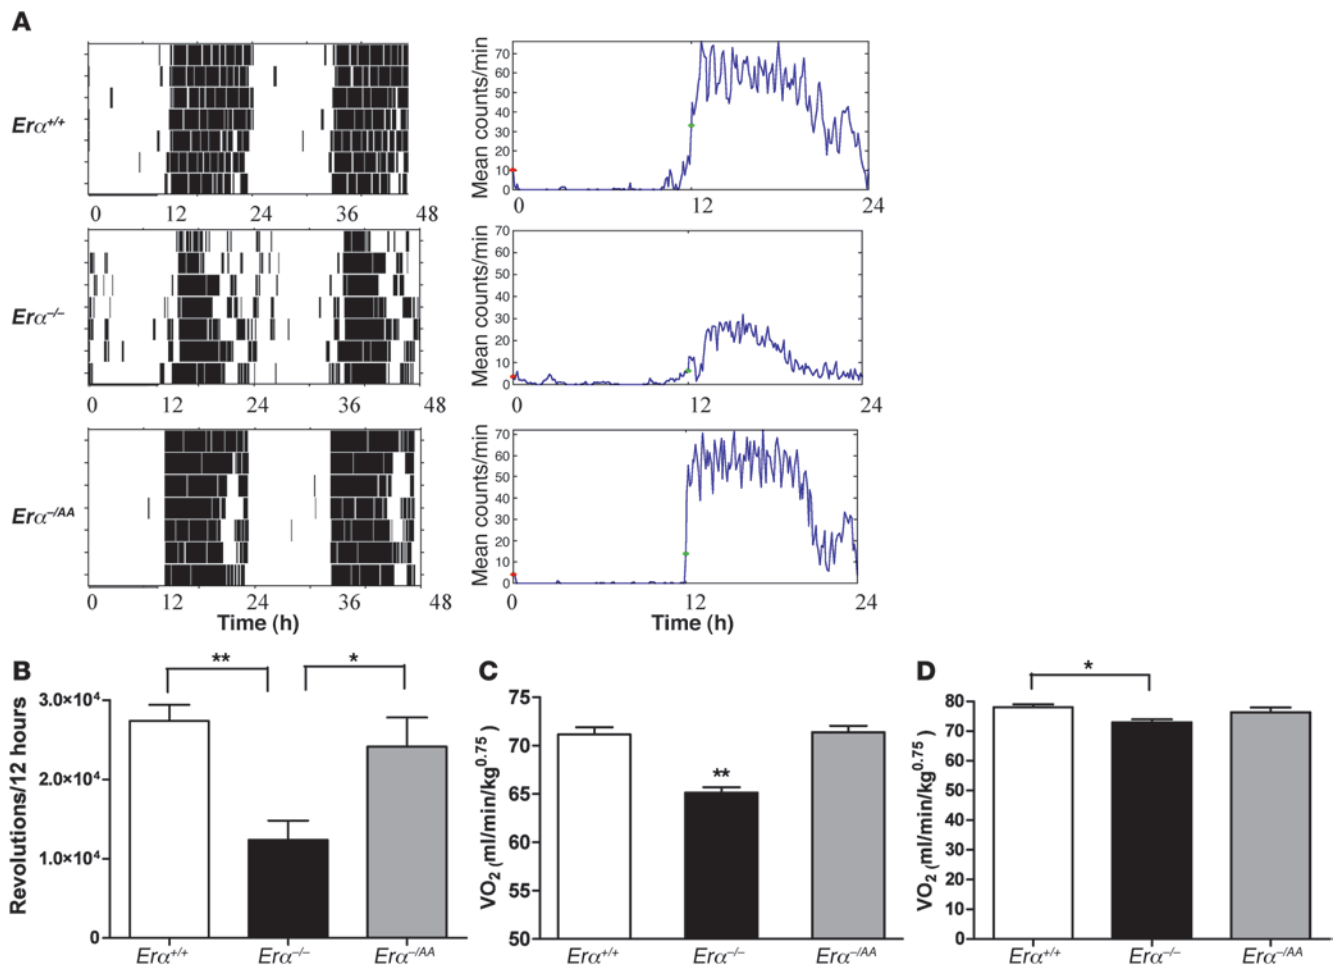 A
Erα+/+
0 12 24 36 48
Mean counts/min
70
60
50
40
30
20
10
0
0 12 24
Erα−/−
0 12 24 36 48
Mean counts/min
70
60
50
40
30
20
10
0
0 12 24
Erα−/AA
0 12 24 36 48
Time (h)
Mean counts/min
70
60
50
40
30
20
10
0
0 12 24
Time (h)
B
** *
Revolutions/12 hours
3.0×10⁴
2.0×10⁴
1.0×10⁴
0
Erα+/+ Erα−/− Erα−/AA
C
**
VO₂ (ml/min/kg^0.75)
75
70
65
60
55
50
Erα+/+ Erα−/− Erα−/AA
D
*
VO₂ (ml/min/kg^0.75)
80
70
60
50
40
30
20
10
0
Erα+/+ Erα−/− Erα−/AA